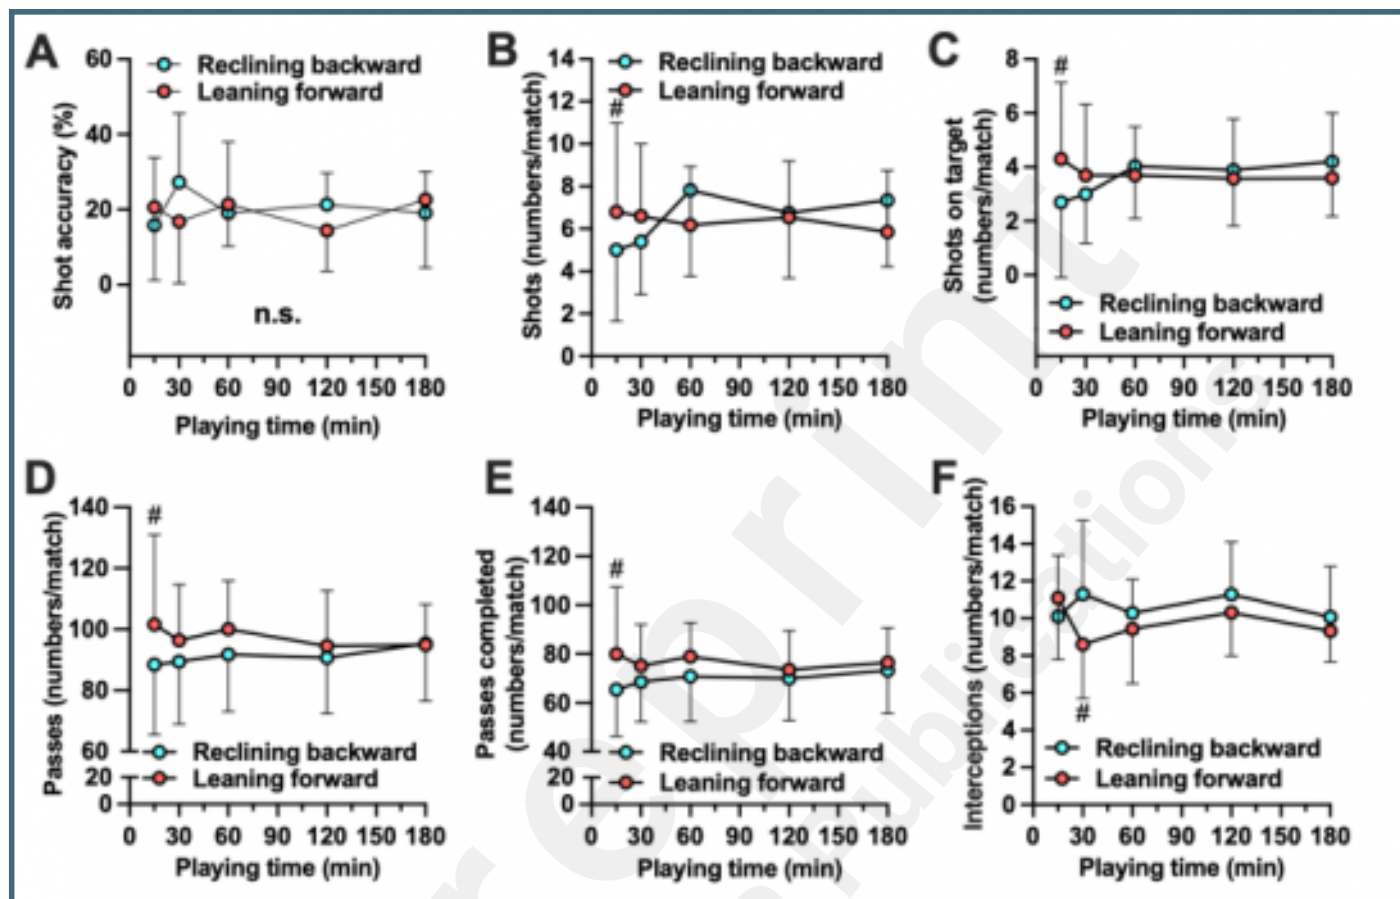 A
Shot accuracy (%)
60
40
20
0
Reclining backward
Leaning forward
n.s.
0 30 60 90 120 150 180
Playing time (min)
B
Shots (numbers/match)
14
12
10
8
6
4
2
0
Reclining backward
Leaning forward
#
0 30 60 90 120 150 180
Playing time (min)
C
Shots on target
(numbers/match)
8
6
4
2
0
#
Reclining backward
Leaning forward
0 30 60 90 120 150 180
Playing time (min)
D
Passes (numbers/match)
140
120
100
80
60
20
0
#
Reclining backward
Leaning forward
0 30 60 90 120 150 180
Playing time (min)
E
Passes completed
(numbers/match)
140
120
100
80
60
40
20
0
#
Reclining backward
Leaning forward
0 30 60 90 120 150 180
Playing time (min)
F
Interceptions (numbers/match)
16
14
12
10
8
6
4
2
0
#
Reclining backward
Leaning forward
0 30 60 90 120 150 180
Playing time (min)
reprint
Publications